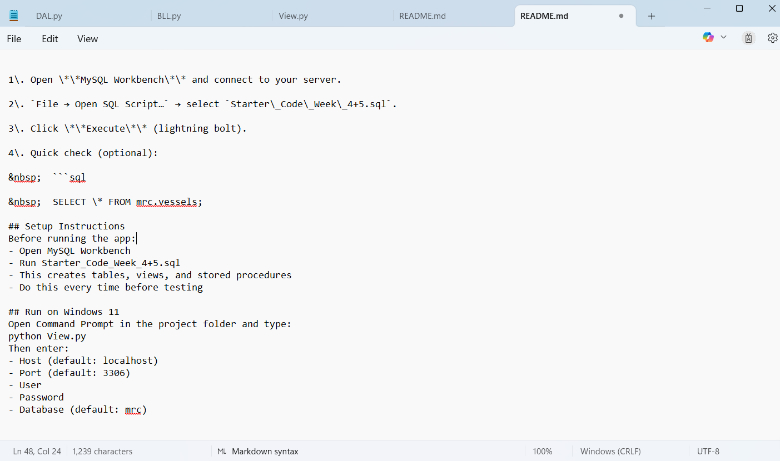 DAL.py BLL.py View.py README.md README.md
File Edit View
1\. Open \*\*MySQL Workbench\*\* and connect to your server.
2\. `File → Open SQL Script…` → select `Starter\_Code\_Week\_4+5.sql`.
3\. Click \*\*Execute\*\* (lightning bolt).
4\. Quick check (optional):
&nbsp;  ```sql
&nbsp;  SELECT \* FROM mrc.vessels;
## Setup Instructions
Before running the app:
- Open MySQL Workbench
- Run Starter_Code_Week_4+5.sql
- This creates tables, views, and stored procedures
- Do this every time before testing
## Run on Windows 11
Open Command Prompt in the project folder and type:
python View.py
Then enter:
- Host (default: localhost)
- Port (default: 3306)
- User
- Password
- Database (default: mrc)
Ln 48, Col 24 1,239 characters M↓ Markdown syntax 100% Windows (CRLF) UTF-8